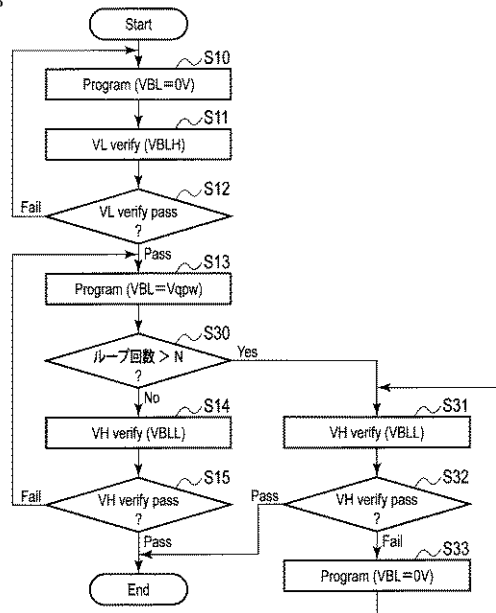 Start
S10
Program (VBL=0V)
S11
VL verify (VBLH)
S12
Fail
VL verify pass
?
Pass
S13
Program (VBL=Vqpw)
S30
ループ回数 > N
?
Yes
No
S14
VH verify (VBLL)
S15
Fail
VH verify pass
?
Pass
End
S31
VH verify (VBLL)
S32
Pass
VH verify pass
?
Fail
S33
Program (VBL=0V)